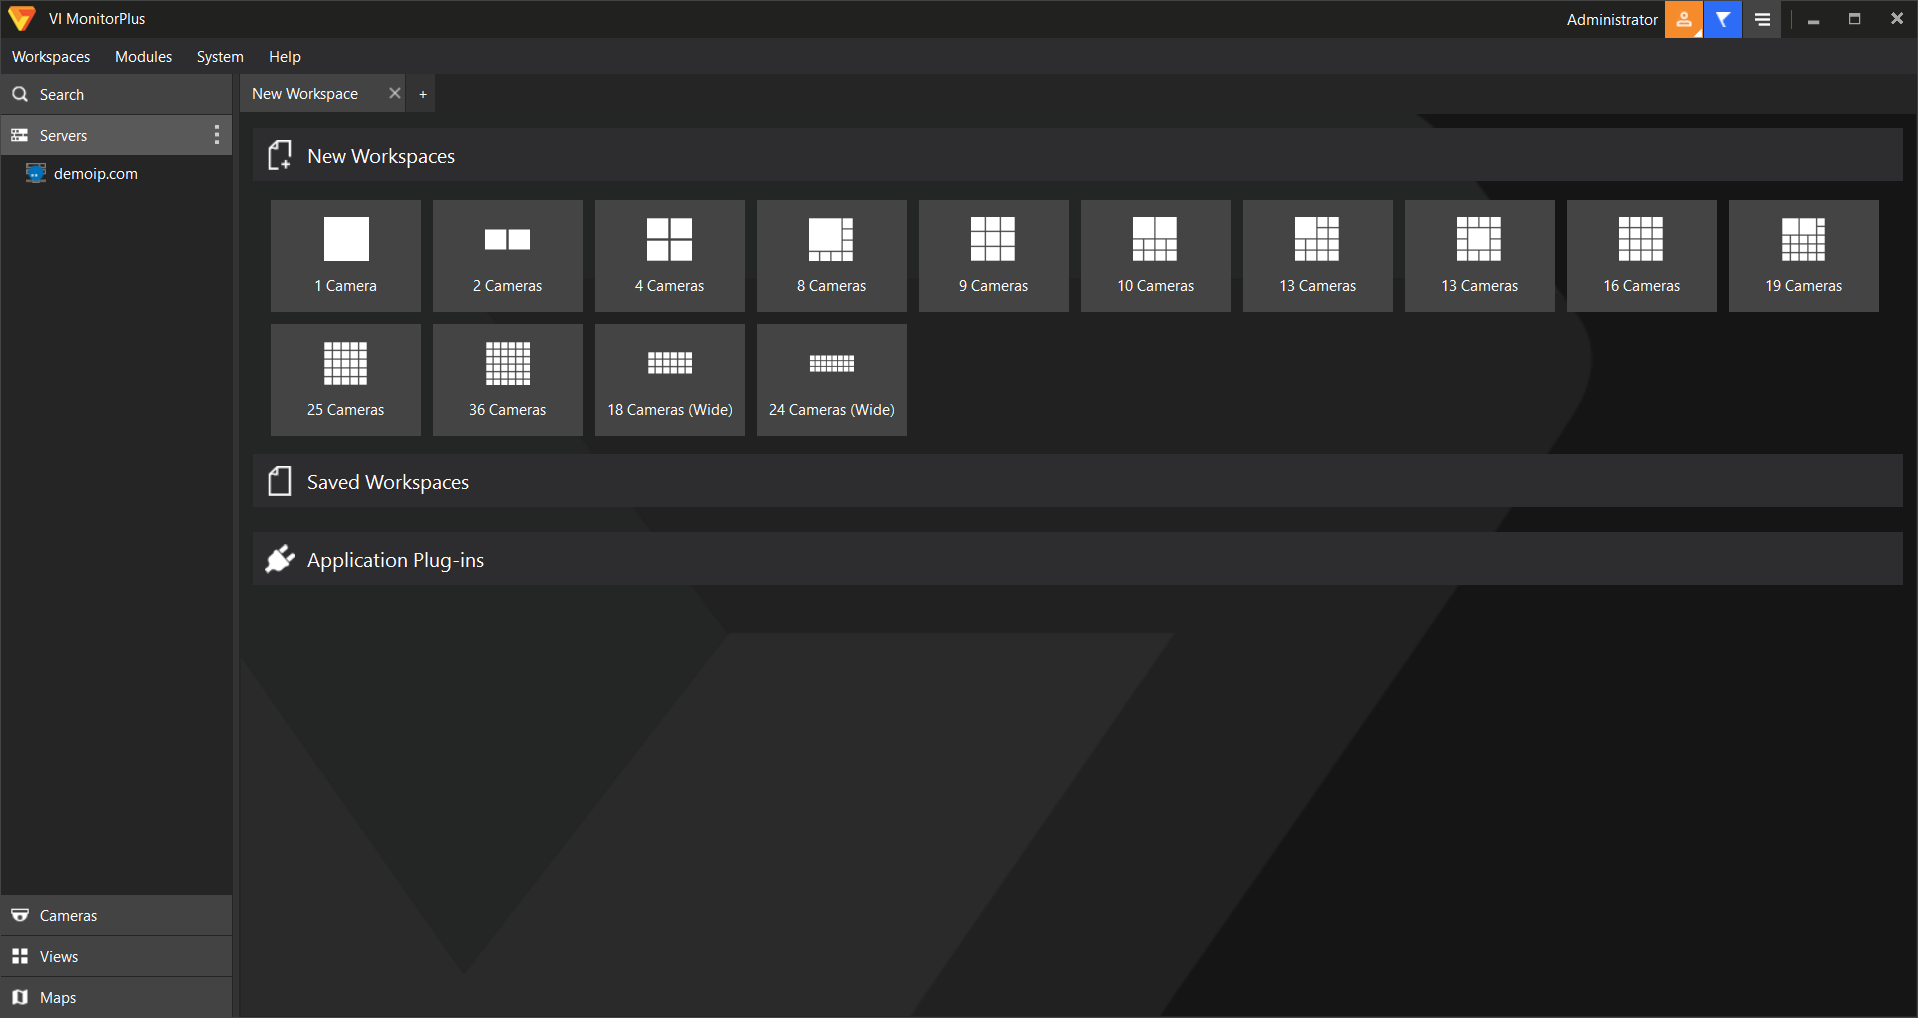 VI MonitorPlus
Administrator
Workspaces Modules System Help
Search
Servers
demoip.com
New Workspace +
New Workspaces
1 Camera
2 Cameras
4 Cameras
8 Cameras
9 Cameras
10 Cameras
13 Cameras
13 Cameras
16 Cameras
19 Cameras
25 Cameras
36 Cameras
18 Cameras (Wide)
24 Cameras (Wide)
Saved Workspaces
Application Plug-ins
Cameras
Views
Maps